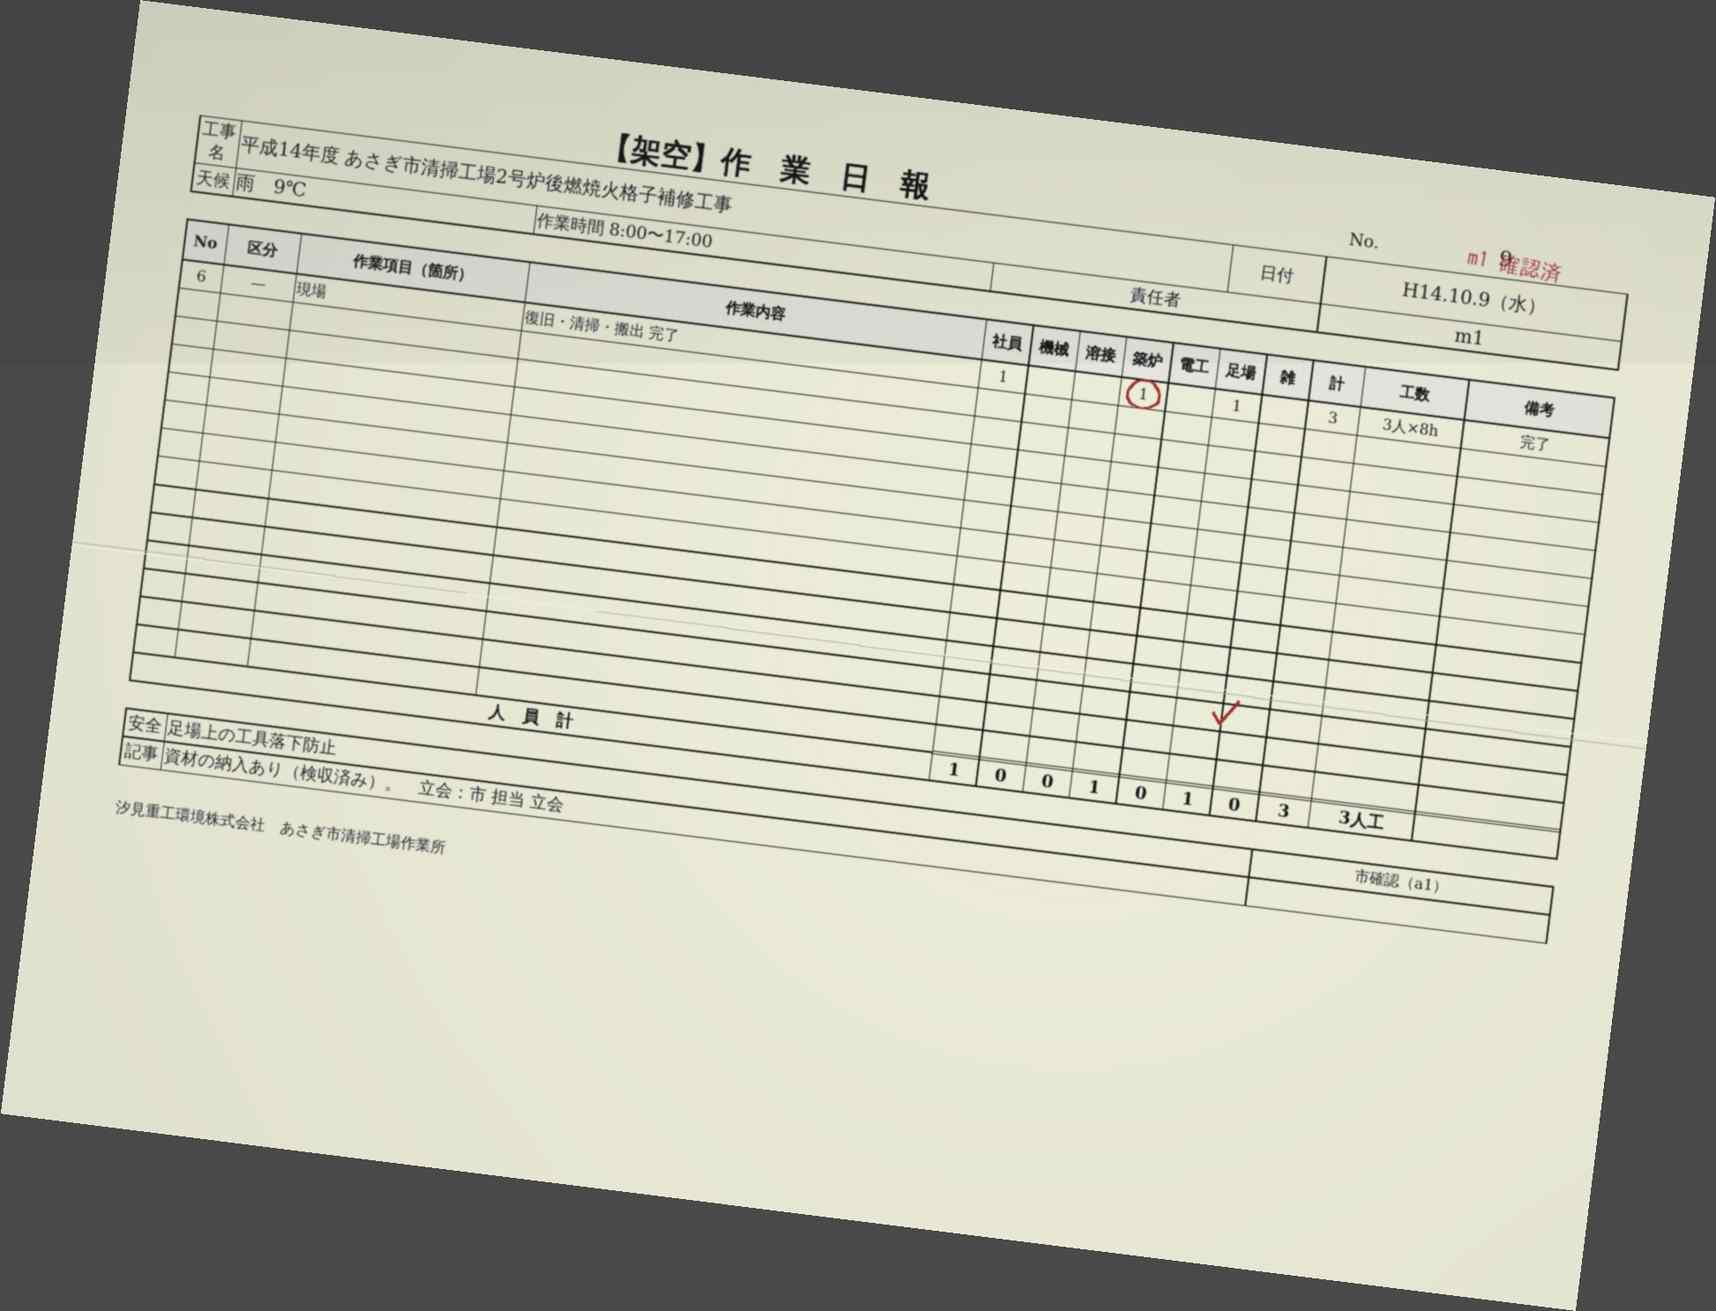 【架空】作 業 日 報
No. 9
m1 確認済
工事名 平成14年度 あさぎ市清掃工場2号炉後燃焼火格子補修工事 日付 H14.10.9（水）
天候 雨 9℃ 作業時間 8:00〜17:00 責任者 m1
No 区分 作業項目（箇所） 作業内容 社員 機械 溶接 築炉 電工 足場 雑 計 工数 備考
6 — 現場 復旧・清掃・搬出 完了 1 1 1 3 3人×8h 完了
人 員 計 1 0 0 1 0 1 0 3 3人工
安全 足場上の工具落下防止 市確認（a1）
記事 資材の納入あり（検収済み）。 立会：市 担当 立会
汐見重工環境株式会社 あさぎ市清掃工場作業所